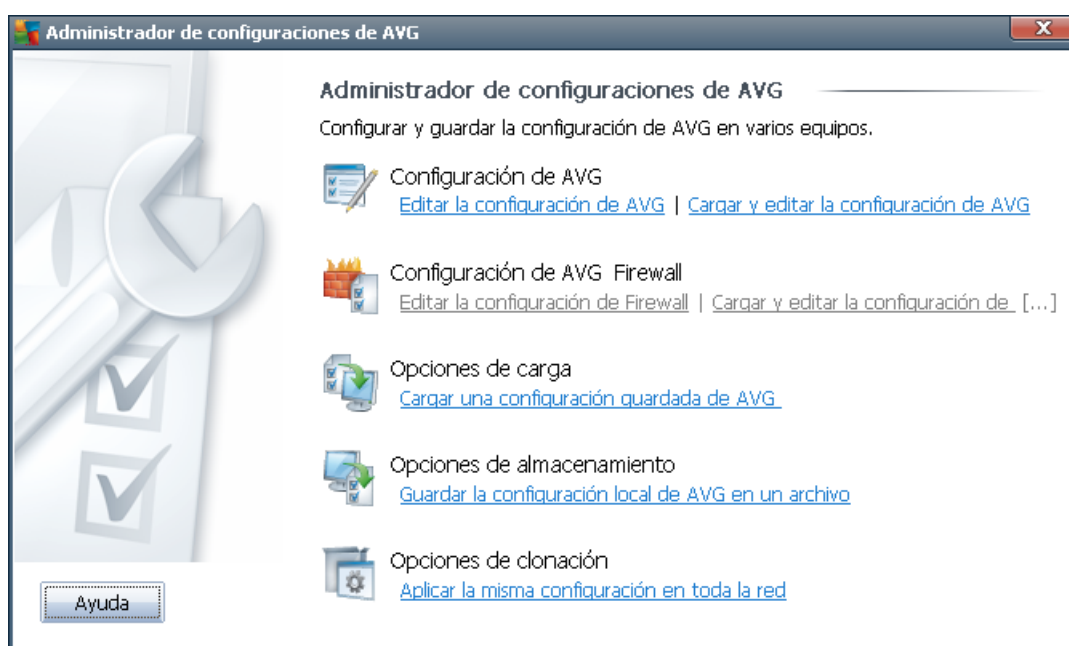 Administrador de configuraciones de AVG
Administrador de configuraciones de AVG
Configurar y guardar la configuración de AVG en varios equipos.
Configuración de AVG
Editar la configuración de AVG | Cargar y editar la configuración de AVG
Configuración de AVG Firewall
Editar la configuración de Firewall | Cargar y editar la configuración de [...]
Opciones de carga
Cargar una configuración guardada de AVG
Opciones de almacenamiento
Guardar la configuración local de AVG en un archivo
Opciones de clonación
Aplicar la misma configuración en toda la red
Ayuda